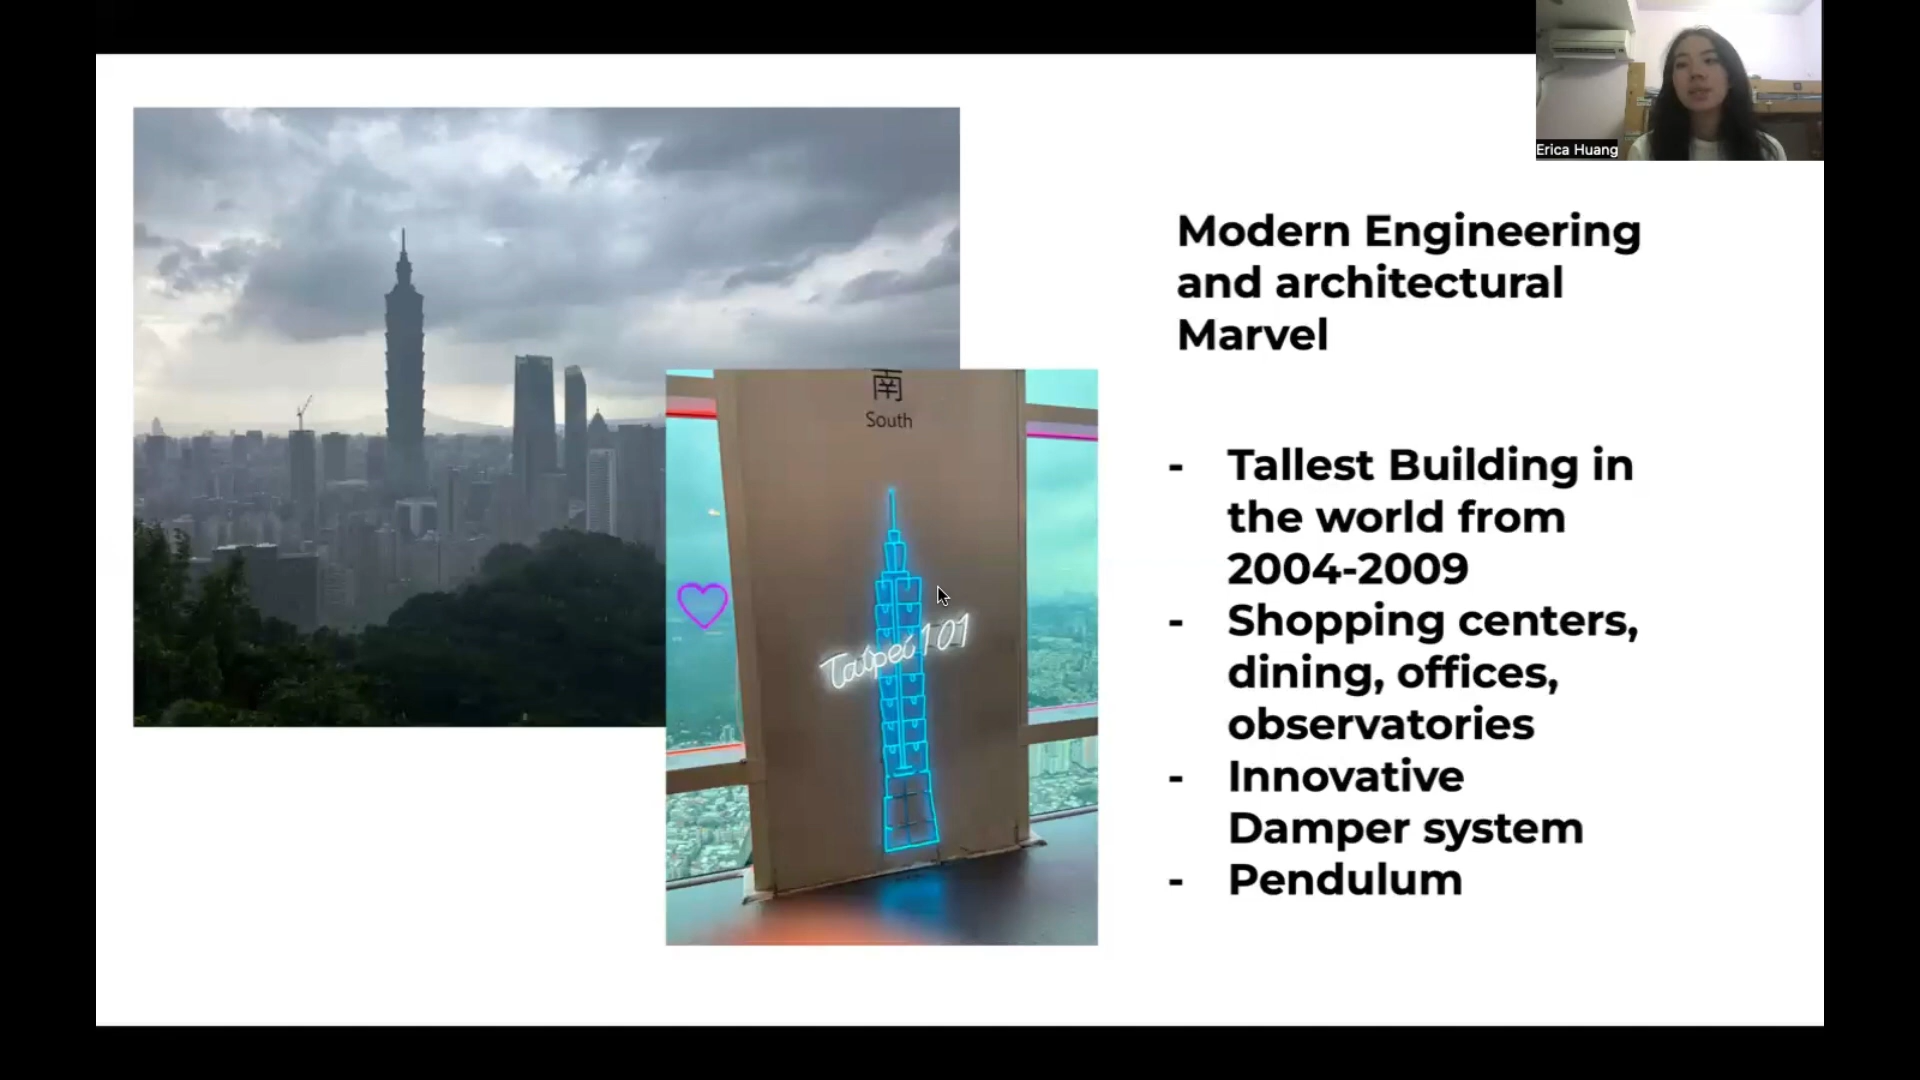 Erica Huang
Modern Engineering
and architectural
Marvel
- Tallest Building in
the world from
2004-2009
- Shopping centers,
dining, offices,
observatories
- Innovative
Damper system
- Pendulum
南
South
Taipei 101